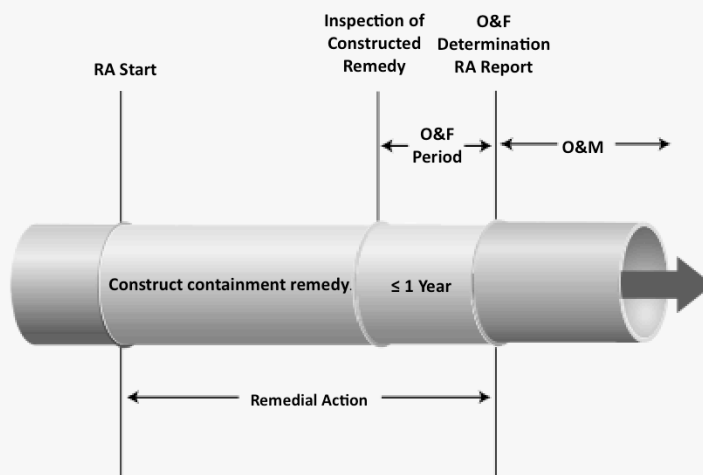 RA Start
Inspection of
Constructed
Remedy
O&F
Determination
RA Report
O&F
Period
O&M
Construct containment remedy.
≤ 1 Year
Remedial Action